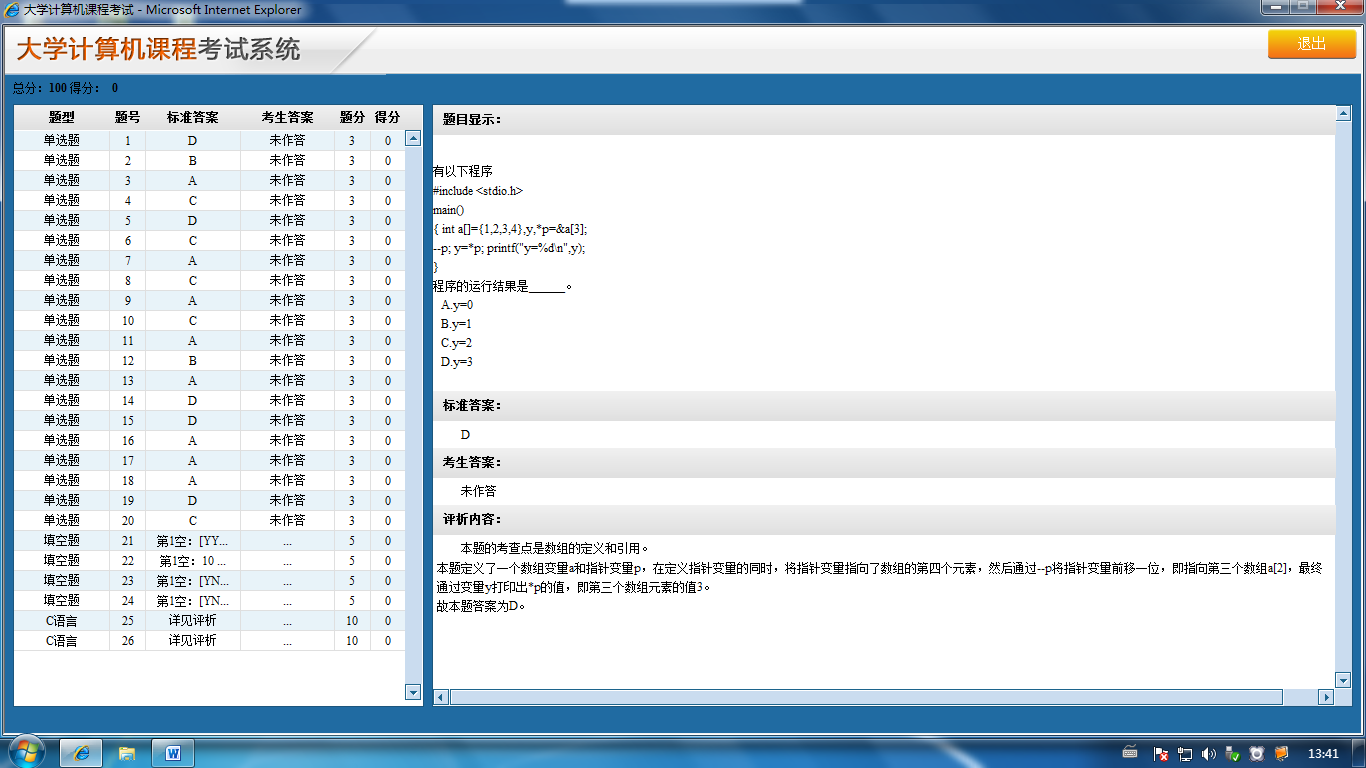 大学计算机课程考试 - Microsoft Internet Explorer
大学计算机课程考试系统
退出
总分：100 得分： 0
题型 题号 标准答案 考生答案 题分 得分
单选题 1 D 未作答 3 0
单选题 2 B 未作答 3 0
单选题 3 A 未作答 3 0
单选题 4 C 未作答 3 0
单选题 5 D 未作答 3 0
单选题 6 C 未作答 3 0
单选题 7 A 未作答 3 0
单选题 8 C 未作答 3 0
单选题 9 A 未作答 3 0
单选题 10 C 未作答 3 0
单选题 11 A 未作答 3 0
单选题 12 B 未作答 3 0
单选题 13 A 未作答 3 0
单选题 14 D 未作答 3 0
单选题 15 D 未作答 3 0
单选题 16 A 未作答 3 0
单选题 17 A 未作答 3 0
单选题 18 A 未作答 3 0
单选题 19 D 未作答 3 0
单选题 20 C 未作答 3 0
填空题 21 第1空：[YY... ... 5 0
填空题 22 第1空：10 ... ... 5 0
填空题 23 第1空：[YN... ... 5 0
填空题 24 第1空：[YN... ... 5 0
C语言 25 详见评析 ... 10 0
C语言 26 详见评析 ... 10 0
题目显示：
有以下程序
#include <stdio.h>
main()
{ int a[]={1,2,3,4},y,*p=&a[3];
--p; y=*p; printf("y=%d\n",y);
}
程序的运行结果是______。
A.y=0
B.y=1
C.y=2
D.y=3
标准答案：
D
考生答案：
未作答
评析内容：
本题的考查点是数组的定义和引用。
本题定义了一个数组变量a和指针变量p，在定义指针变量的同时，将指针变量指向了数组的第四个元素，然后通过--p将指针变量前移一位，即指向第三个数组a[2]，最终
通过变量y打印出*p的值，即第三个数组元素的值3。
故本题答案为D。
13:41